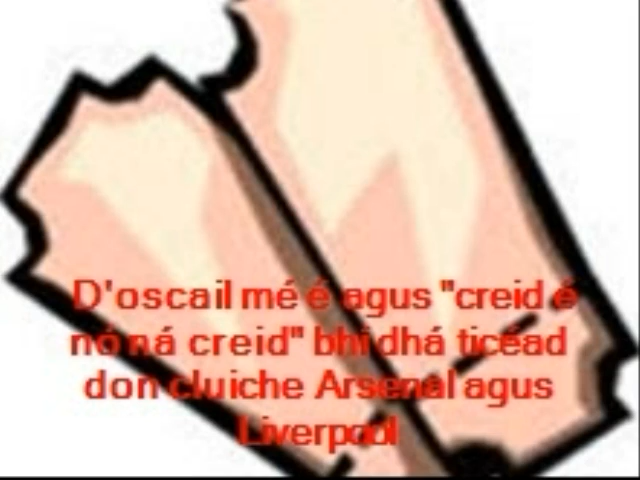 D'oscail mé é agus "creid é
nó ná creid" bhí dhá ticéad
don cluiche Arsenal agus
Liverpool